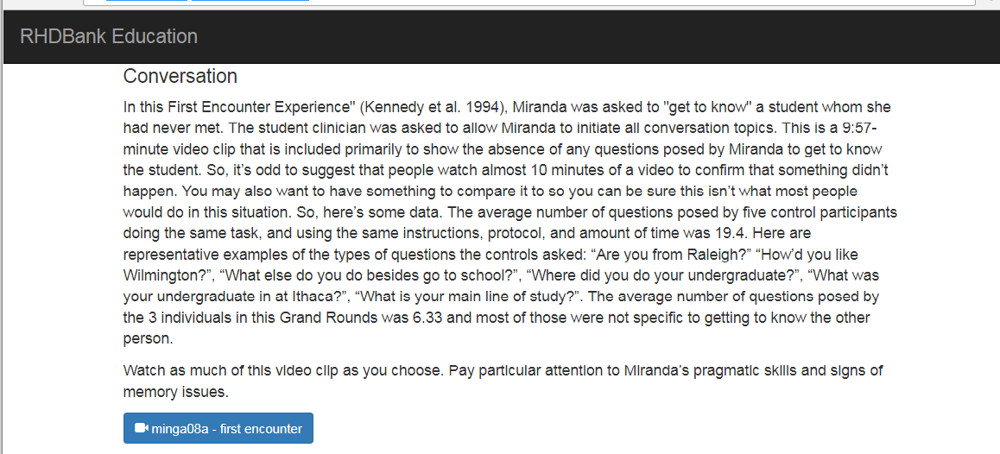 RHDBank Education
Conversation
In this First Encounter Experience" (Kennedy et al. 1994), Miranda was asked to "get to know" a student whom she
had never met. The student clinician was asked to allow Miranda to initiate all conversation topics. This is a 9:57-
minute video clip that is included primarily to show the absence of any questions posed by Miranda to get to know
the student. So, it’s odd to suggest that people watch almost 10 minutes of a video to confirm that something didn’t
happen. You may also want to have something to compare it to so you can be sure this isn’t what most people
would do in this situation. So, here’s some data. The average number of questions posed by five control participants
doing the same task, and using the same instructions, protocol, and amount of time was 19.4. Here are
representative examples of the types of questions the controls asked: “Are you from Raleigh?” “How’d you like
Wilmington?”, “What else do you do besides go to school?”, “Where did you do your undergraduate?”, “What was
your undergraduate in at Ithaca?”, “What is your main line of study?”. The average number of questions posed by
the 3 individuals in this Grand Rounds was 6.33 and most of those were not specific to getting to know the other
person.
Watch as much of this video clip as you choose. Pay particular attention to Miranda’s pragmatic skills and signs of
memory issues.
minga08a - first encounter